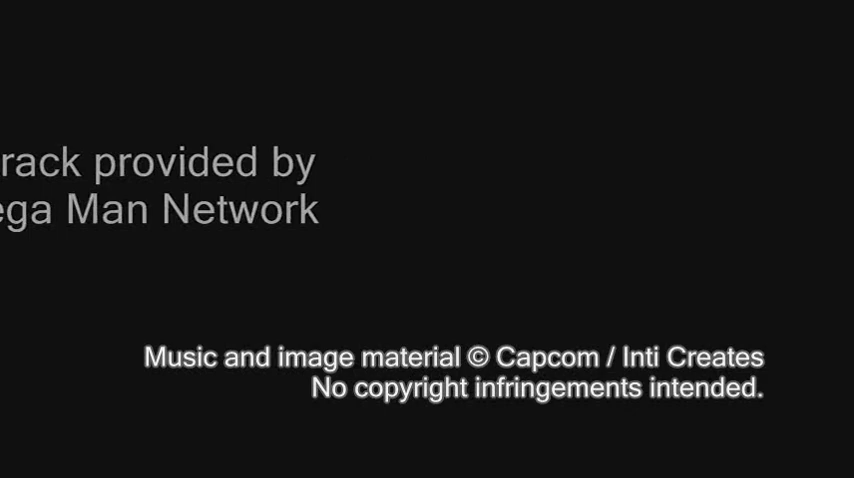 rack provided by
ega Man Network
Music and image material © Capcom / Inti Creates
No copyright infringements intended.